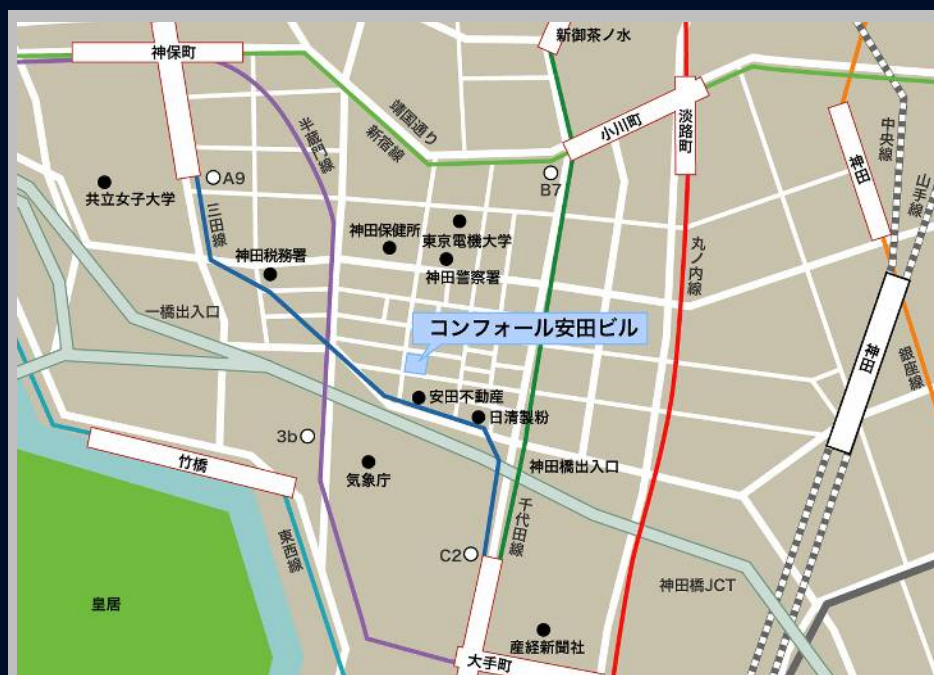 神保町
新御茶ノ水
靖国通り
新宿線
小川町
淡路町
中央線
神田
山手線
半蔵門線
A9
B7
共立女子大学
三田線
神田保健所
東京電機大学
神田税務署
神田警察署
丸ノ内線
一橋出入口
コンフォール安田ビル
神田
銀座線
安田不動産
日清製粉
3b
竹橋
気象庁
神田橋出入口
千代田線
東西線
C2
神田橋JCT
皇居
産経新聞社
大手町